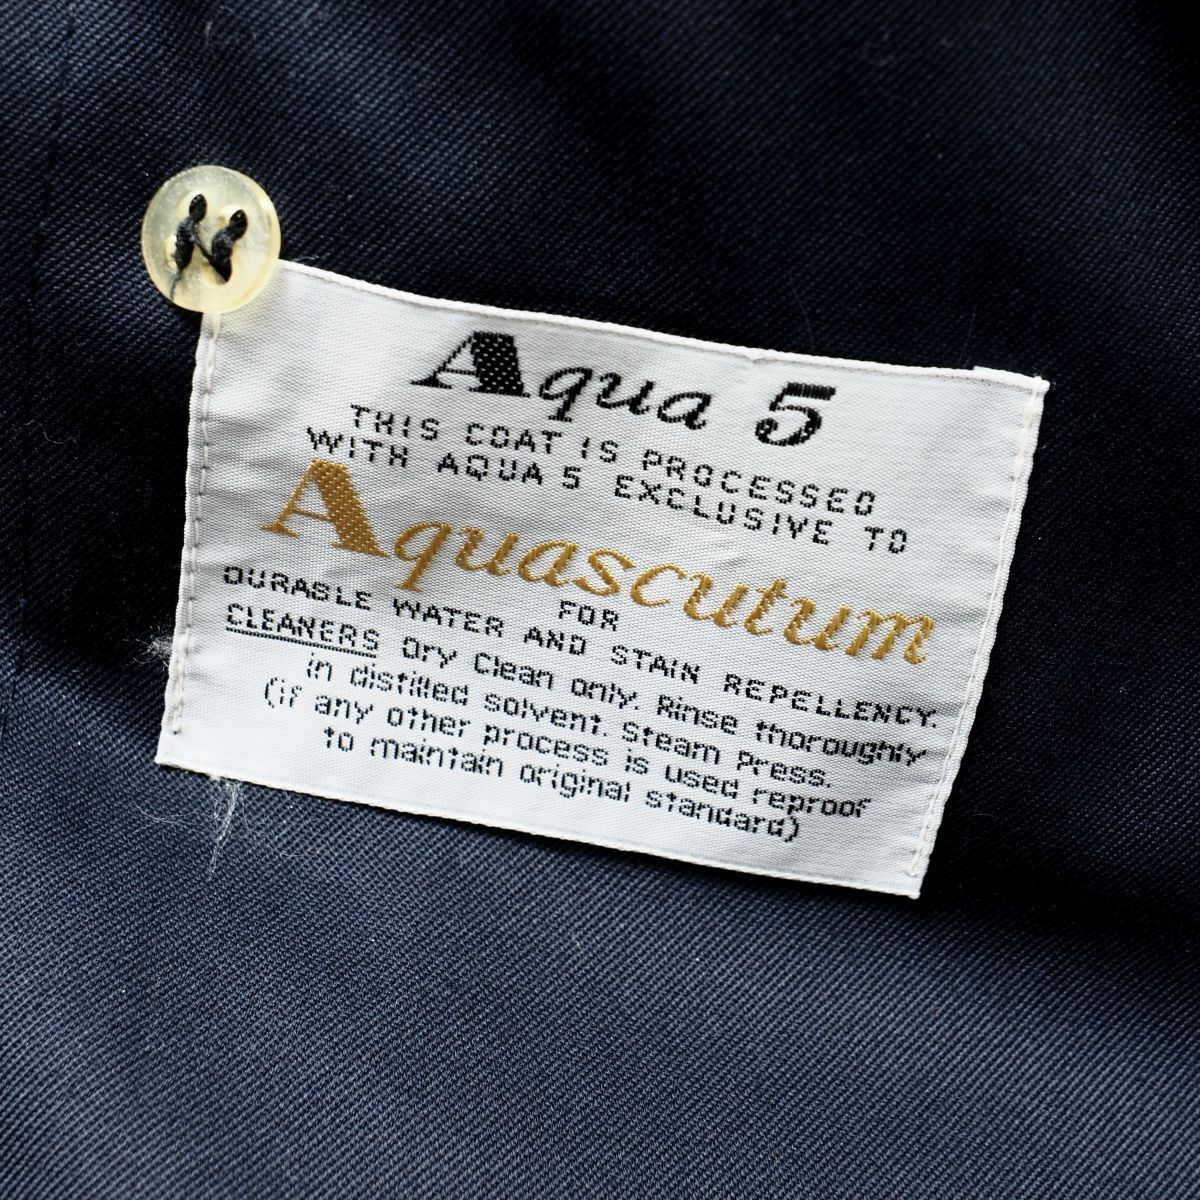 Aqua 5
THIS COAT IS PROCESSED
WITH AQUA 5 EXCLUSIVE TO
Aquascutum
FOR
DURABLE WATER AND STAIN REPELLENCY.
CLEANERS Dry Clean only. Rinse thoroughly
in distilled solvent. Steam press.
(if any other process is used reproof
to maintain original standard)